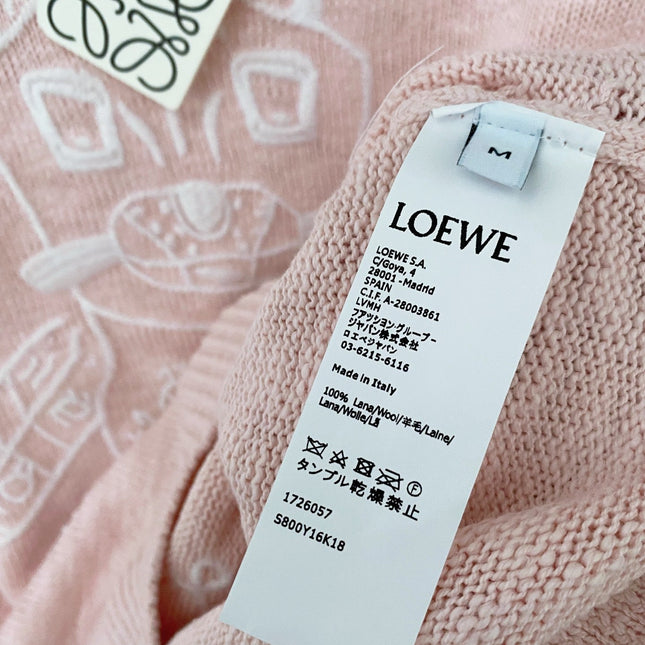 M
LOEWE
LOEWE S.A.
C/Goya, 4
28001 -Madrid
SPAIN
C.I.F. A-28003861
LVMH
フアツション グループー
ジャパン株式会社
ロエベジャパン
03-6215-6116
Made in Italy
100% Lana/Wool/羊毛/Laine/
Lana/Wolle/Lã
F
タンブル乾燥禁止
1726057
S800Y16K18